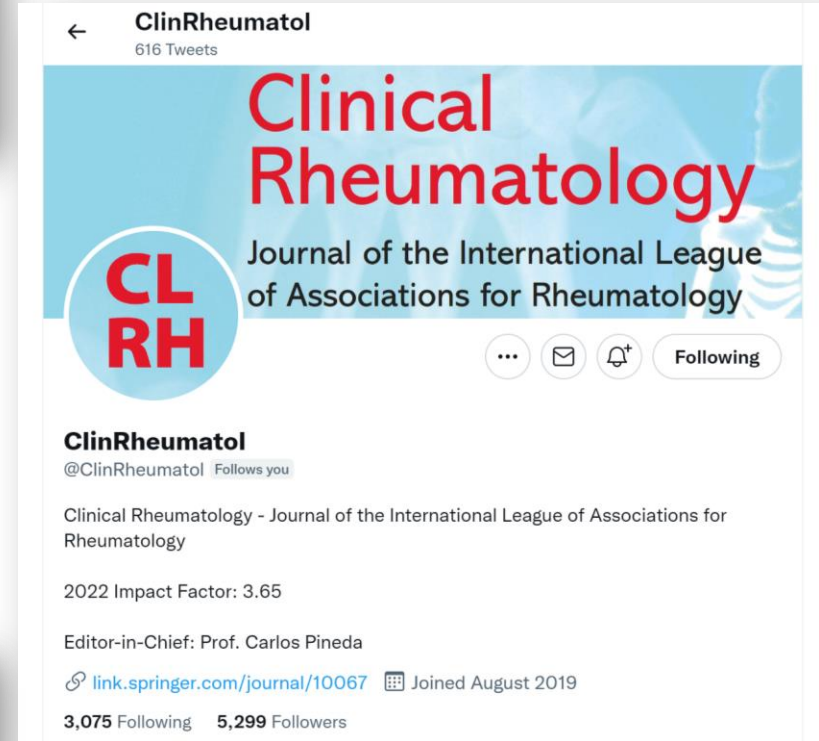 ClinRheumatol
616 Tweets
Clinical
Rheumatology
Journal of the International League
of Associations for Rheumatology
CL
RH
Following
ClinRheumatol
@ClinRheumatol Follows you
Clinical Rheumatology - Journal of the International League of Associations for
Rheumatology
2022 Impact Factor: 3.65
Editor-in-Chief: Prof. Carlos Pineda
link.springer.com/journal/10067 Joined August 2019
3,075 Following 5,299 Followers